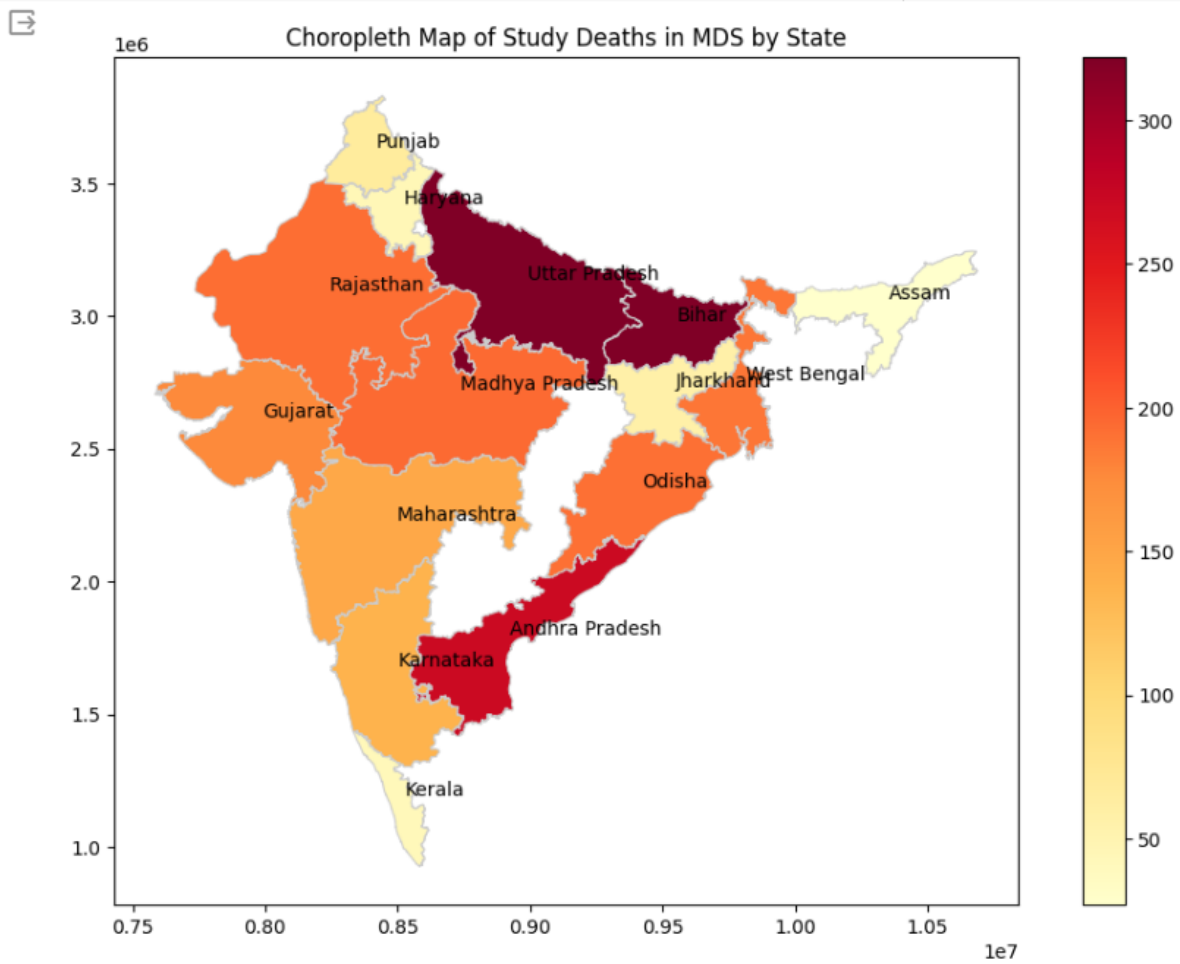 Choropleth Map of Study Deaths in MDS by State
1e6
3.5
3.0
2.5
2.0
1.5
1.0
Punjab
Haryana
Rajasthan
Uttar Pradesh
Bihar
Assam
Gujarat
Madhya Pradesh
Jharkhand
West Bengal
Odisha
Maharashtra
Andhra Pradesh
Karnataka
Kerala
300
250
200
150
100
50
0.75 0.80 0.85 0.90 0.95 1.00 1.05
1e7